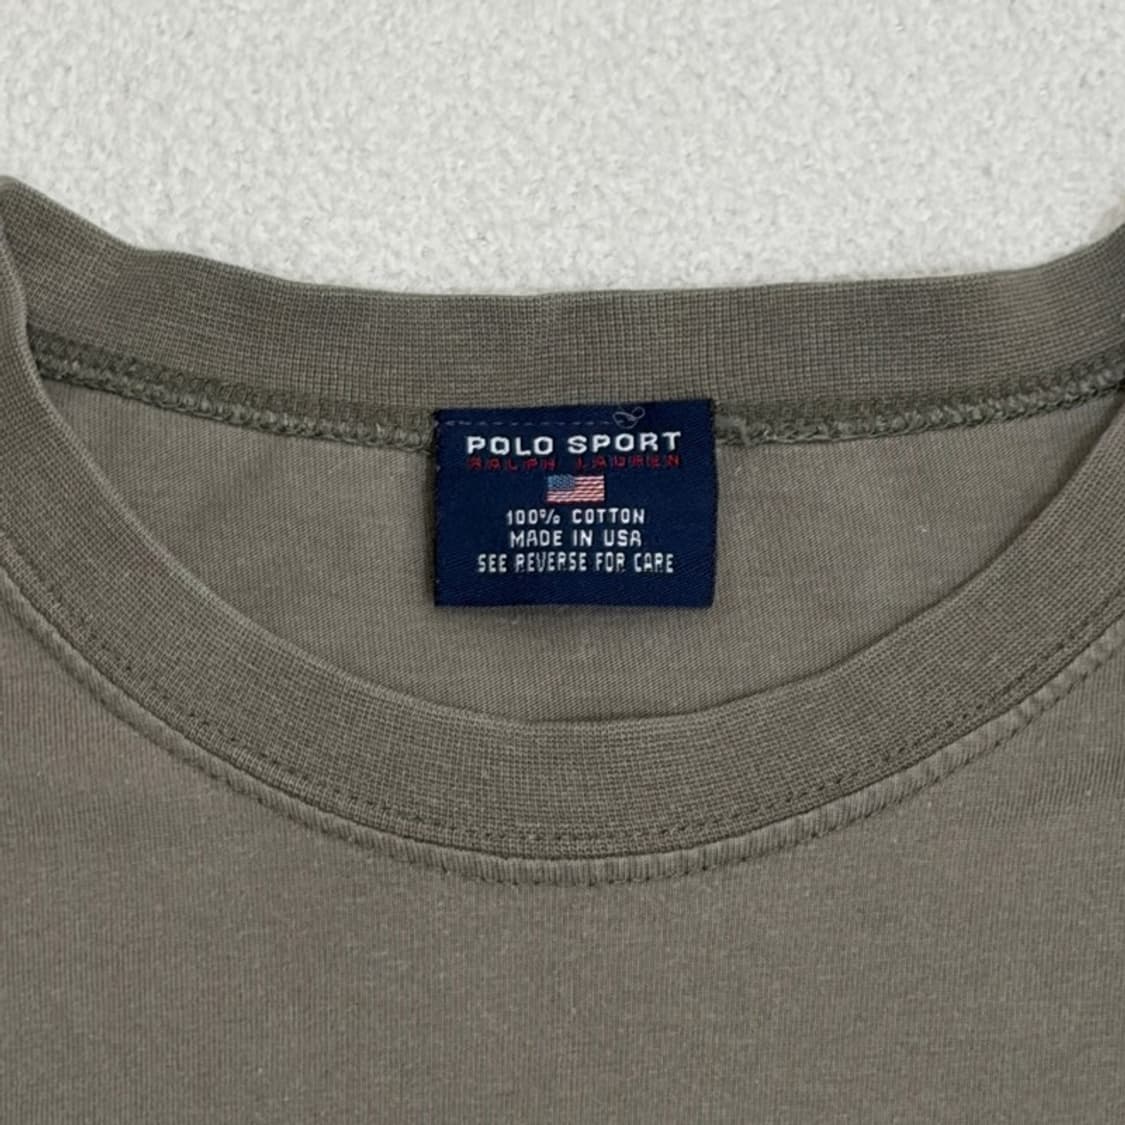 POLO SPORT
RALPH LAUREN
100% COTTON
MADE IN USA
SEE REVERSE FOR CARE